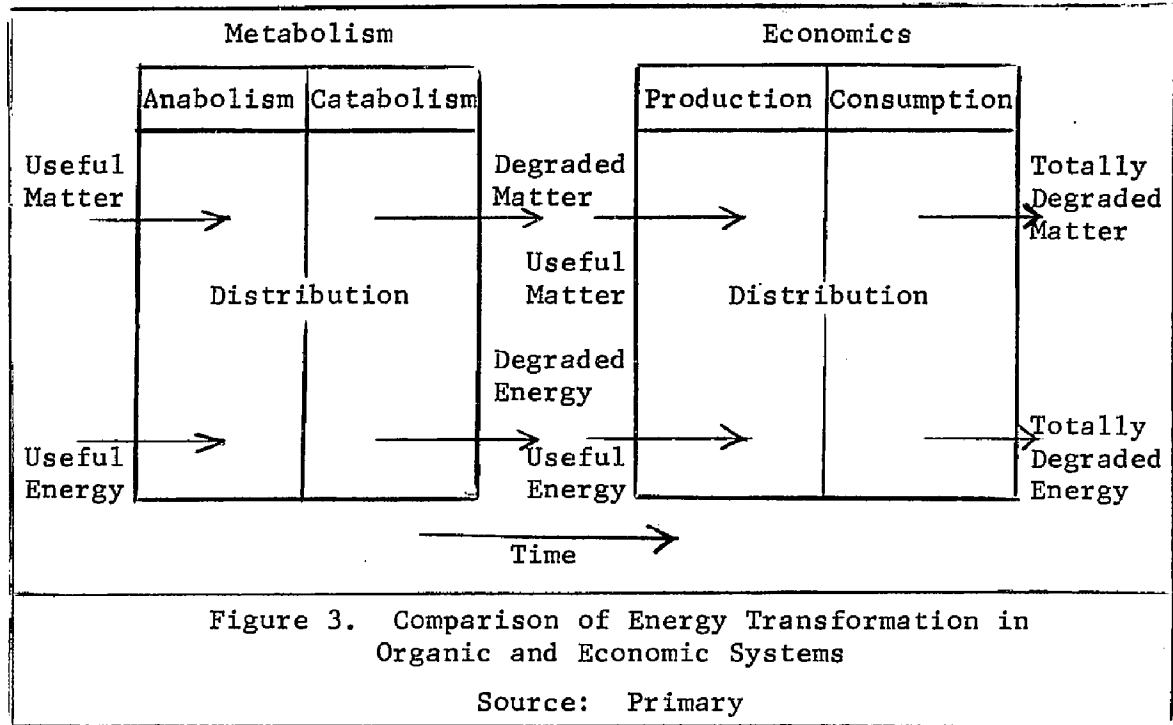 Metabolism
Economics
Anabolism Catabolism
Production Consumption
Useful
Matter
Degraded
Matter
Useful
Matter
Totally
Degraded
Matter
Distribution
Distribution
Degraded
Energy
Useful
Energy
Useful
Energy
Totally
Degraded
Energy
Time
Figure 3. Comparison of Energy Transformation in
Organic and Economic Systems
Source: Primary